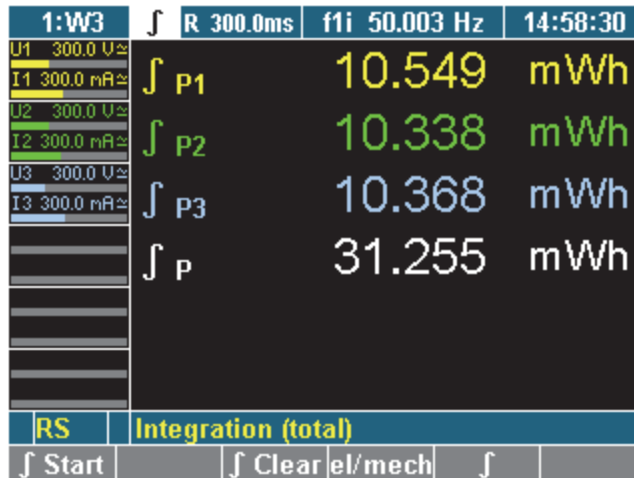 1:W3 ∫ R 300.0ms f1i 50.003 Hz 14:58:30
U1 300.0 V≃
I1 300.0 mA≃
∫ P1 10.549 mWh
U2 300.0 V≃
I2 300.0 mA≃
∫ P2 10.338 mWh
U3 300.0 V≃
I3 300.0 mA≃
∫ P3 10.368 mWh
∫ P 31.255 mWh
RS Integration (total)
∫ Start ∫ Clear el/mech ∫